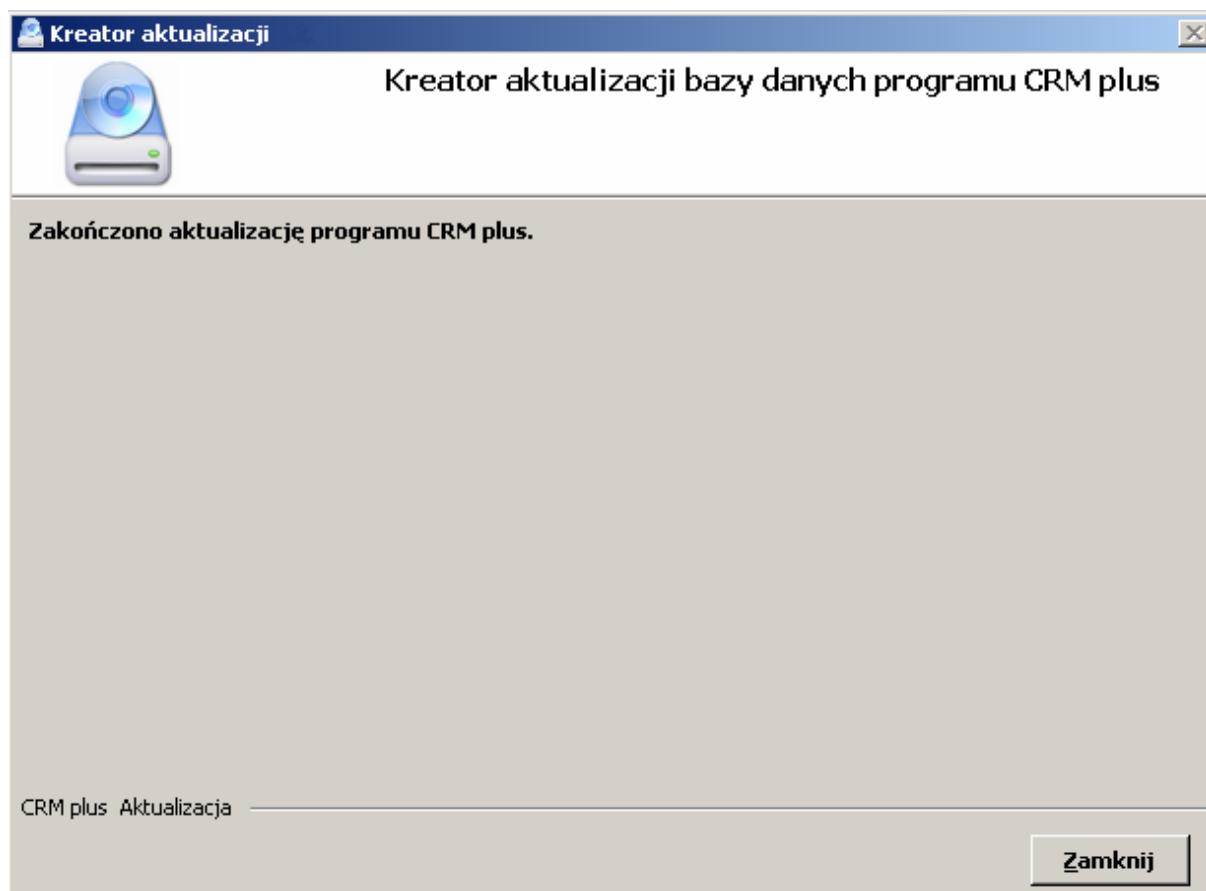 Kreator aktualizacji
Kreator aktualizacji bazy danych programu CRM plus
Zakończono aktualizację programu CRM plus.
CRM plus Aktualizacja
Zamknij